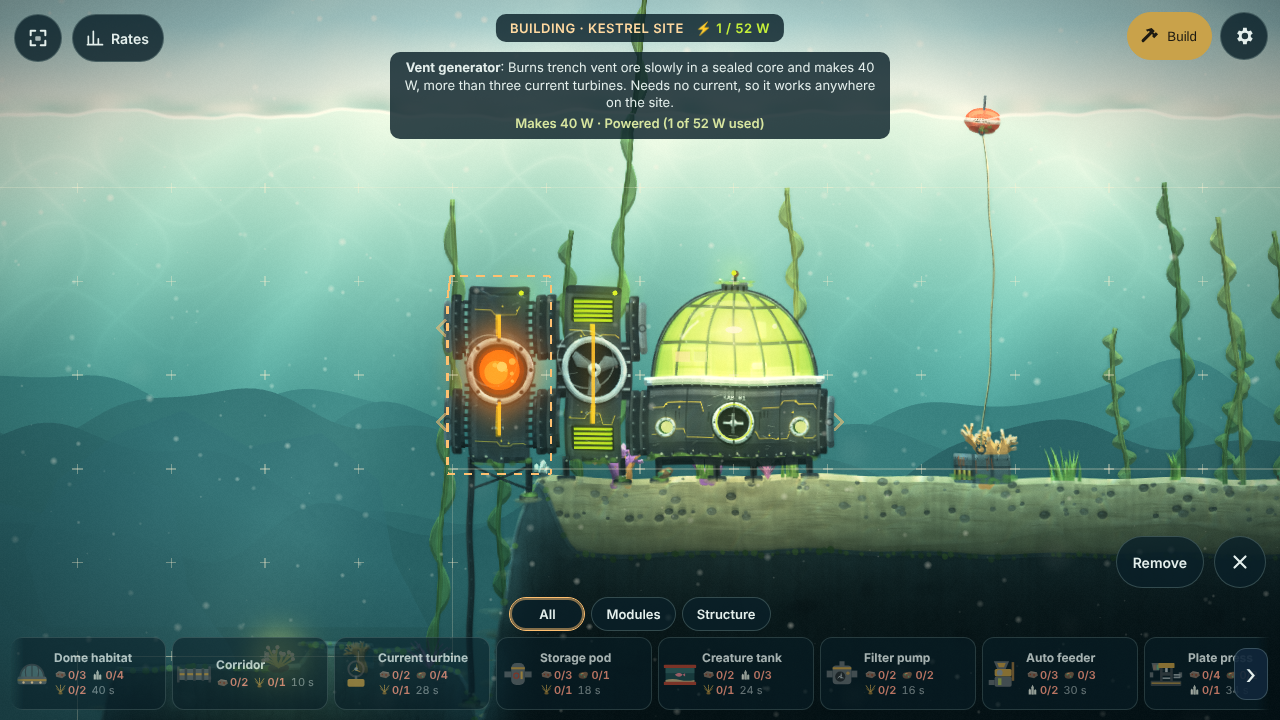 Rates
BUILDING · KESTREL SITE ⚡ 1 / 52 W
Build
Vent generator: Burns trench vent ore slowly in a sealed core and makes 40
W, more than three current turbines. Needs no current, so it works anywhere
on the site.
Makes 40 W · Powered (1 of 52 W used)
Remove
All
Modules
Structure
Dome habitat
0/3 0/4
0/2 40 s
Corridor
0/2 0/1 10 s
Current turbine
0/2 0/4
0/1 28 s
Storage pod
0/3 0/1
0/1 18 s
Creature tank
0/2 0/3
0/1 24 s
Filter pump
0/2 0/2
0/2 16 s
Auto feeder
0/3 0/3
0/2 30 s
Plate
0/4
0/1